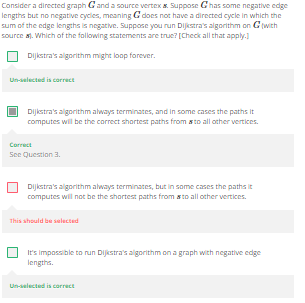 Consider a directed graph G and a source vertex s. Suppose G has some negative edge
lengths but no negative cycles, meaning G does not have a directed cycle in which the
sum of the edge lengths is negative. Suppose you run Dijkstra's algorithm on G (with
source s). Which of the following statements are true? [Check all that apply.]
Dijkstra's algorithm might loop forever.
Un-selected is correct
Dijkstra's algorithm always terminates, and in some cases the paths it
computes will be the correct shortest paths from s to all other vertices.
Correct
See Question 3.
Dijkstra's algorithm always terminates, but in some cases the paths it
computes will not be the shortest paths from s to all other vertices.
This should be selected
It's impossible to run Dijkstra's algorithm on a graph with negative edge
lengths.
Un-selected is correct